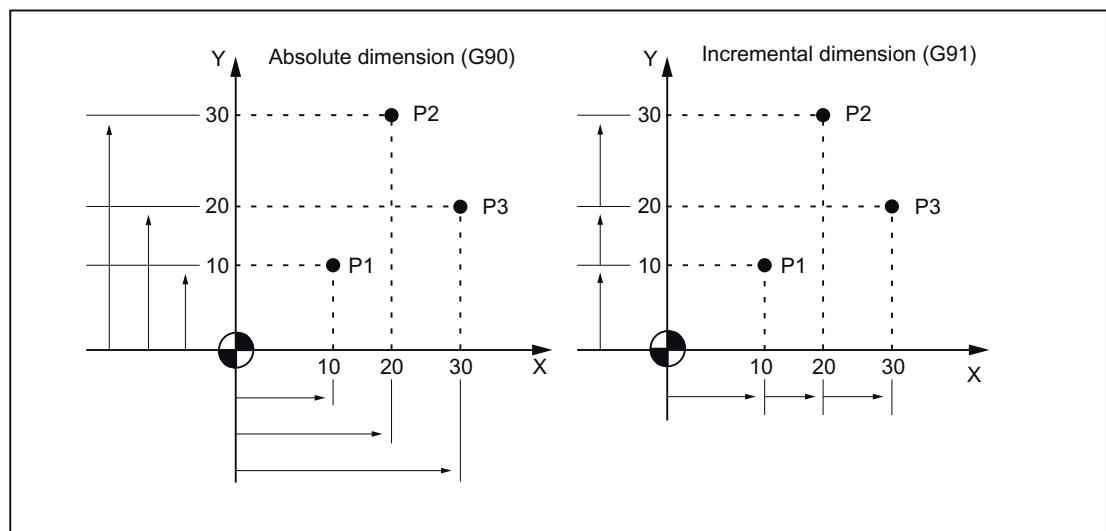 Y Absolute dimension (G90)
30 P2
20 P3
10 P1
10 20 30
X
Y Incremental dimension (G91)
30 P2
20 P3
10 P1
10 20 30
X